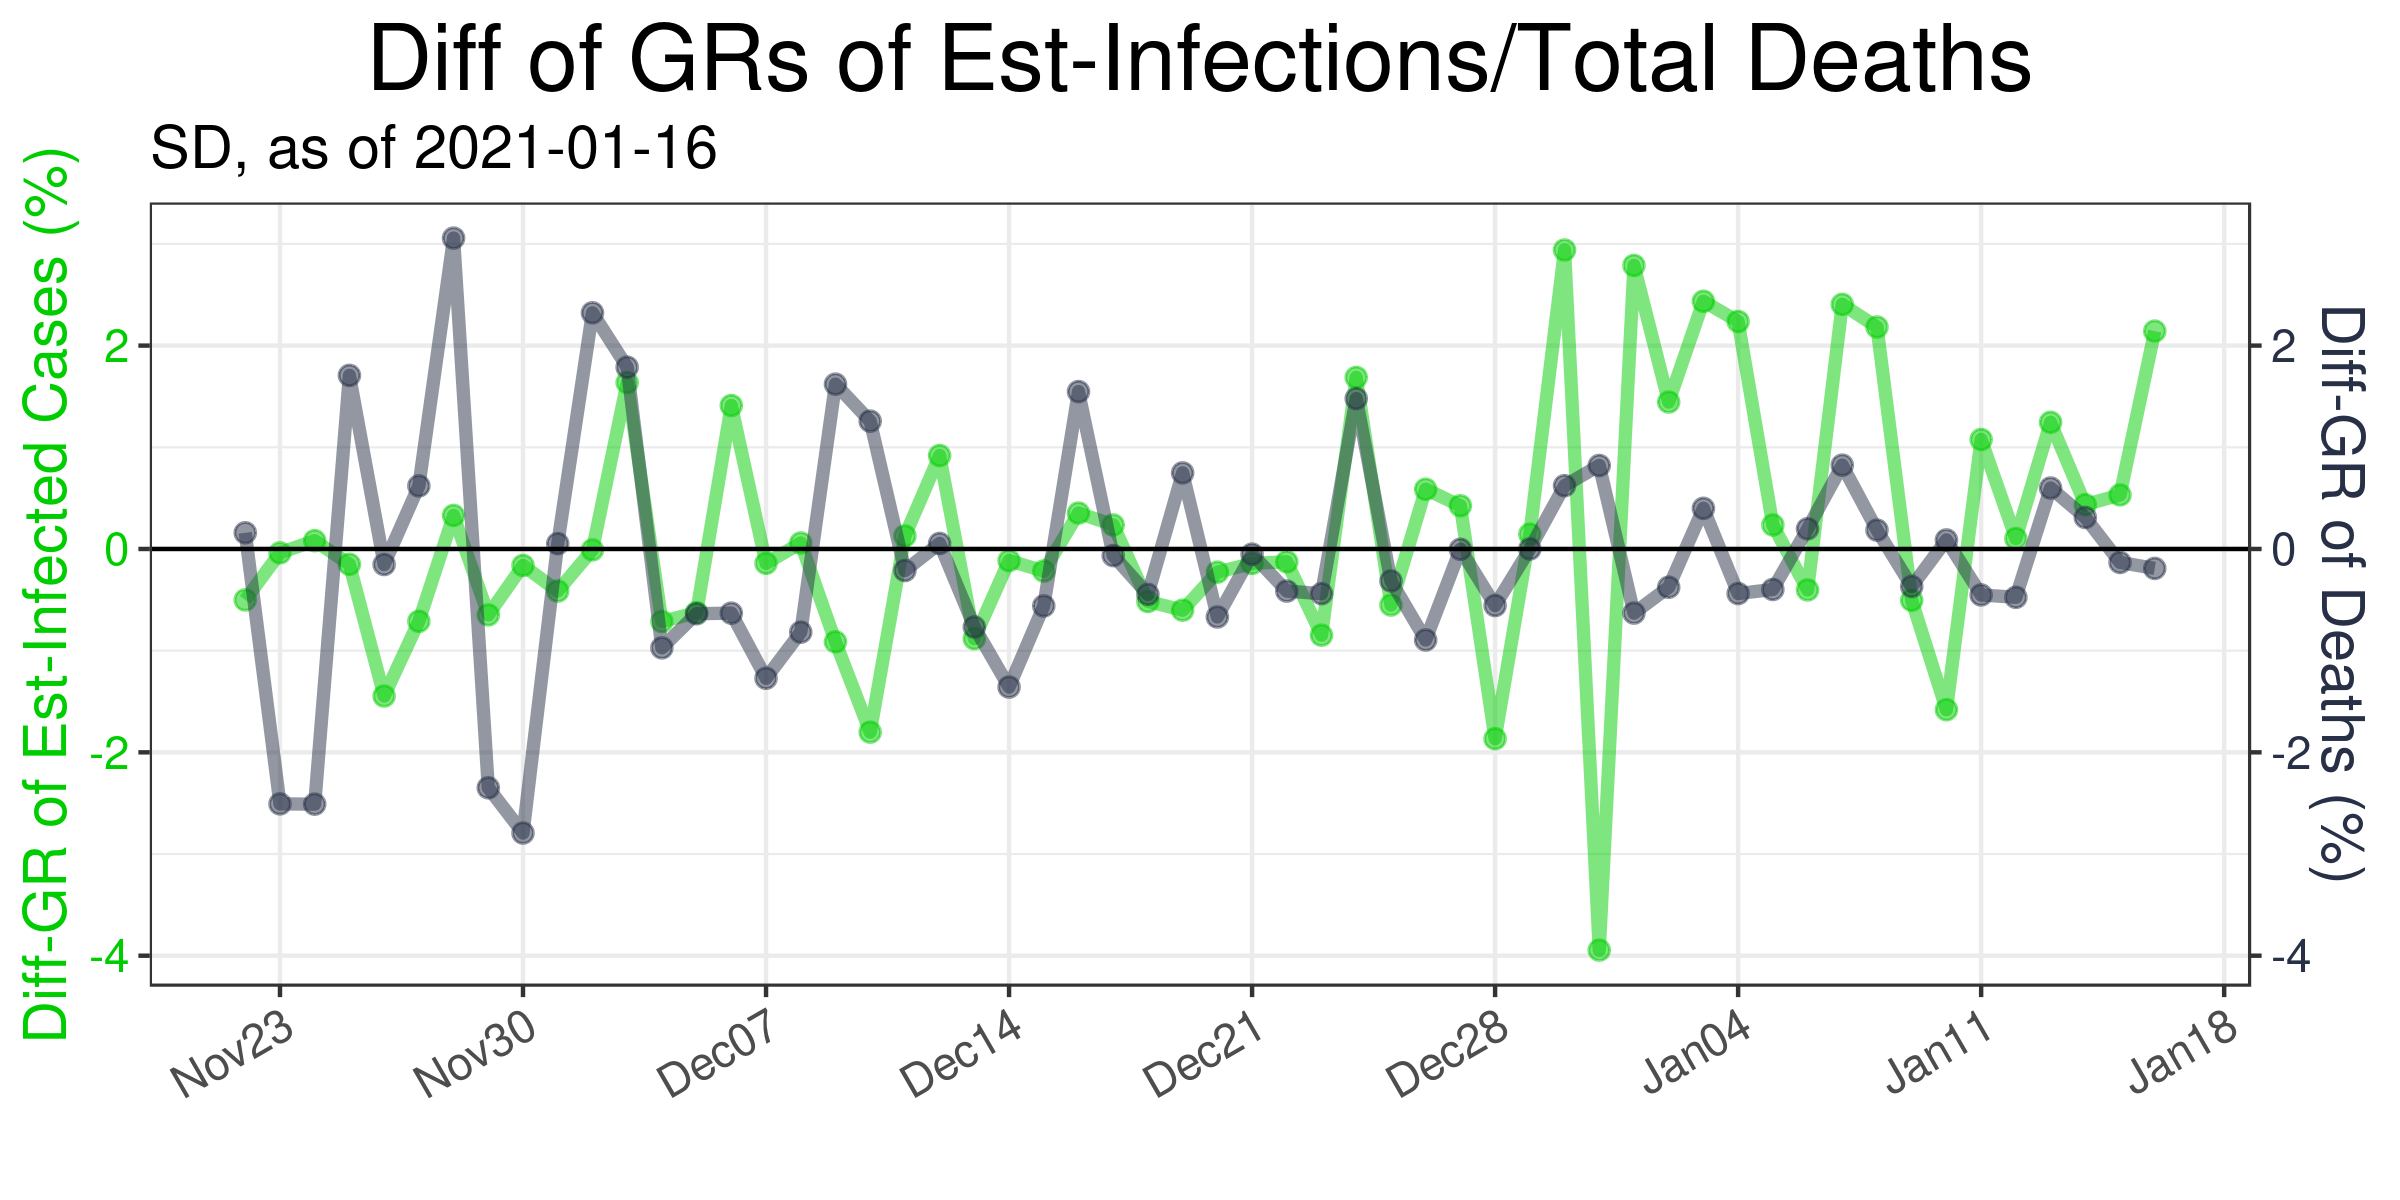 Diff of GRs of Est-Infections/Total Deaths
SD, as of 2021-01-16
Diff-GR of Est-Infected Cases (%)
2
0
-2
-4
2
0
-2
-4
Diff-GR of Deaths (%)
Nov23
Nov30
Dec07
Dec14
Dec21
Dec28
Jan04
Jan11
Jan18